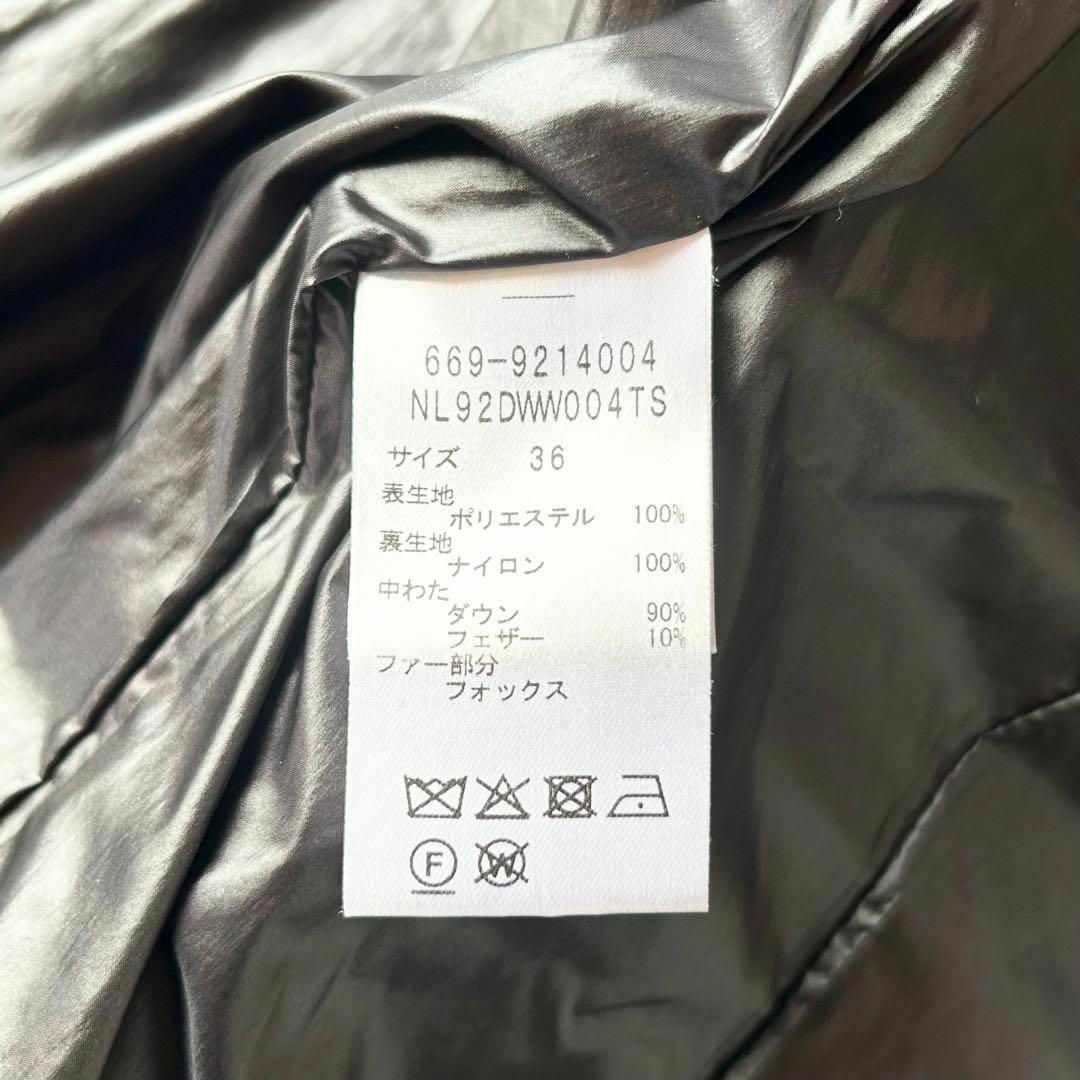 669-9214004
NL92DWW004TS
サイズ 36
表生地
ポリエステル 100%
裏生地
ナイロン 100%
中わた
ダウン 90%
フェザー 10%
ファー部分
フォックス
F W